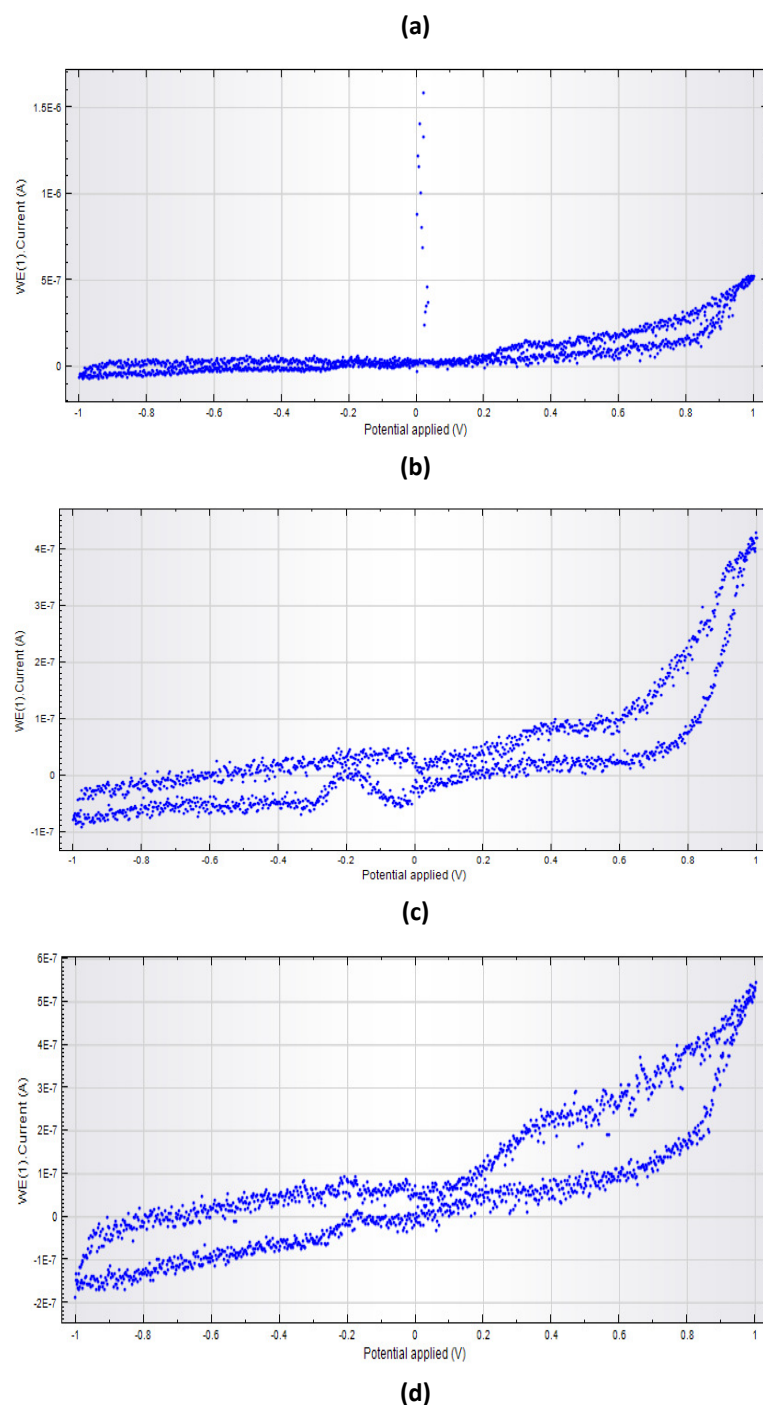 (a)
1.5E-6
1E-6
5E-7
0
WE(1).Current (A)
-1 -0.8 -0.6 -0.4 -0.2 0 0.2 0.4 0.6 0.8 1
Potential applied (V)
(b)
4E-7
3E-7
2E-7
1E-7
0
-1E-7
WE(1).Current (A)
-1 -0.8 -0.6 -0.4 -0.2 0 0.2 0.4 0.6 0.8 1
Potential applied (V)
(c)
6E-7
5E-7
4E-7
3E-7
2E-7
1E-7
0
-1E-7
-2E-7
WE(1).Current (A)
-1 -0.8 -0.6 -0.4 -0.2 0 0.2 0.4 0.6 0.8 1
Potential applied (V)
(d)